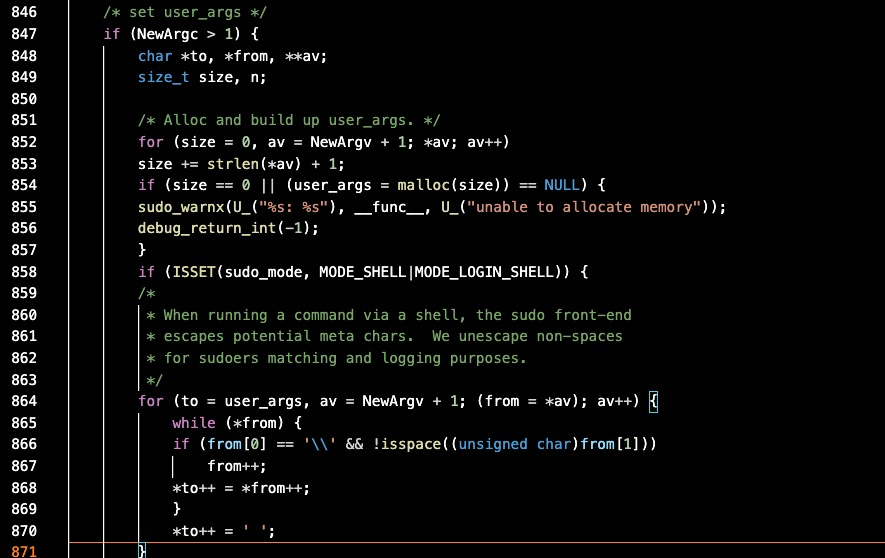 846 /* set user_args */
847 if (NewArgc > 1) {
848 char *to, *from, **av;
849 size_t size, n;
850
851 /* Alloc and build up user_args. */
852 for (size = 0, av = NewArgv + 1; *av; av++)
853 size += strlen(*av) + 1;
854 if (size == 0 || (user_args = malloc(size)) == NULL) {
855 sudo_warnx(U_("%s: %s"), __func__, U_("unable to allocate memory"));
856 debug_return_int(-1);
857 }
858 if (ISSET(sudo_mode, MODE_SHELL|MODE_LOGIN_SHELL)) {
859 /*
860 * When running a command via a shell, the sudo front-end
861 * escapes potential meta chars.  We unescape non-spaces
862 * for sudoers matching and logging purposes.
863 */
864 for (to = user_args, av = NewArgv + 1; (from = *av); av++) {
865 while (*from) {
866 if (from[0] == '\\' && !isspace((unsigned char)from[1]))
867 from++;
868 *to++ = *from++;
869 }
870 *to++ = ' ';
871 }